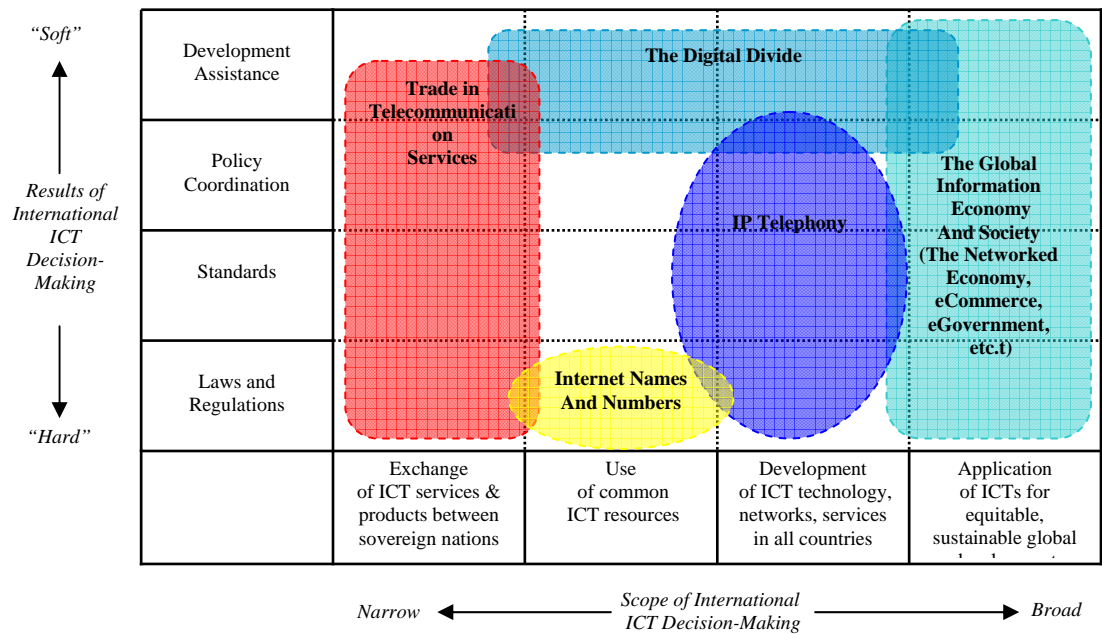 “Soft”
Results of
International
ICT
Decision-
Making
“Hard”
Development
Assistance
Policy
Coordination
Standards
Laws and
Regulations
The Digital Divide
Trade in
Telecommunicati
on
Services
IP Telephony
The Global
Information
Economy
And Society
(The Networked
Economy,
eCommerce,
eGovernment,
etc.t)
Internet Names
And Numbers
Exchange
of ICT services &
products between
sovereign nations
Use
of common
ICT resources
Development
of ICT technology,
networks, services
in all countries
Application
of ICTs for
equitable,
sustainable global
Narrow
Scope of International
ICT Decision-Making
Broad